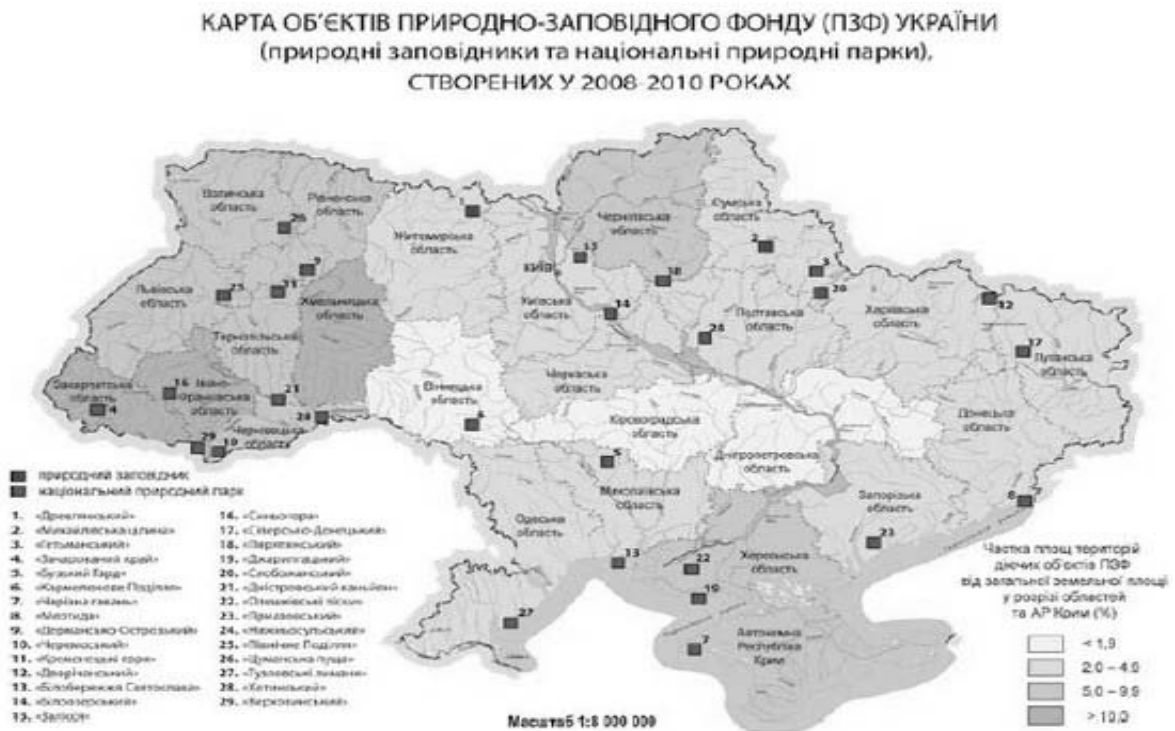 КАРТА ОБ'ЄКТІВ ПРИРОДНО-ЗАПОВІДНОГО ФОНДУ (ПЗФ) УКРАЇНИ
(природні заповідники та національні природні парки),
СТВОРЕНИХ У 2008-2010 РОКАХ
Волинська область
Рівненська область
Житомирська область
Чернігівська область
Сумська область
КИЇВ
Львівська область
Хмельницька область
Київська область
Полтавська область
Харківська область
Тернопільська область
Луганська область
Закарпатська область
Івано-Франківська область
Вінницька область
Черкаська область
Чернівецька область
Кіровоградська область
Дніпропетровська область
Донецька область
Миколаївська область
Одеська область
Запорізька область
Херсонська область
Автономна Республіка Крим
природний заповідник
національний природний парк
1. «Древлянський»
2. «Михайлівська цілина»
3. «Гетьманський»
4. «Зачарований край»
5. «Бузький Гард»
6. «Кармелюкове Поділля»
7. «Чарівна гавань»
8. «Меотида»
9. «Дермансько-Острозький»
10. «Черемоський»
11. «Кременецькі гори»
12. «Дворічанський»
13. «Білобережжя Святослава»
14. «Білоозерський»
15. «Залісся»
16. «Синьогора»
17. «Сіверсько-Донецький»
18. «Пирятинський»
19. «Джарилгацький»
20. «Слобожанський»
21. «Дністровський каньйон»
22. «Олешківські піски»
23. «Приазовський»
24. «Нижньосульський»
25. «Північне Поділля»
26. «Цуманська пуща»
27. «Тузловські лимани»
28. «Хотинський»
29. «Верховинський»
Масштаб 1:8 000 000
Частка площ територій
діючих об'єктів ПЗФ
від загальної земельної площі
у розрізі областей
та АР Крим (%)
< 1,9
2,0 – 4,9
5,0 – 9,9
> 10,0